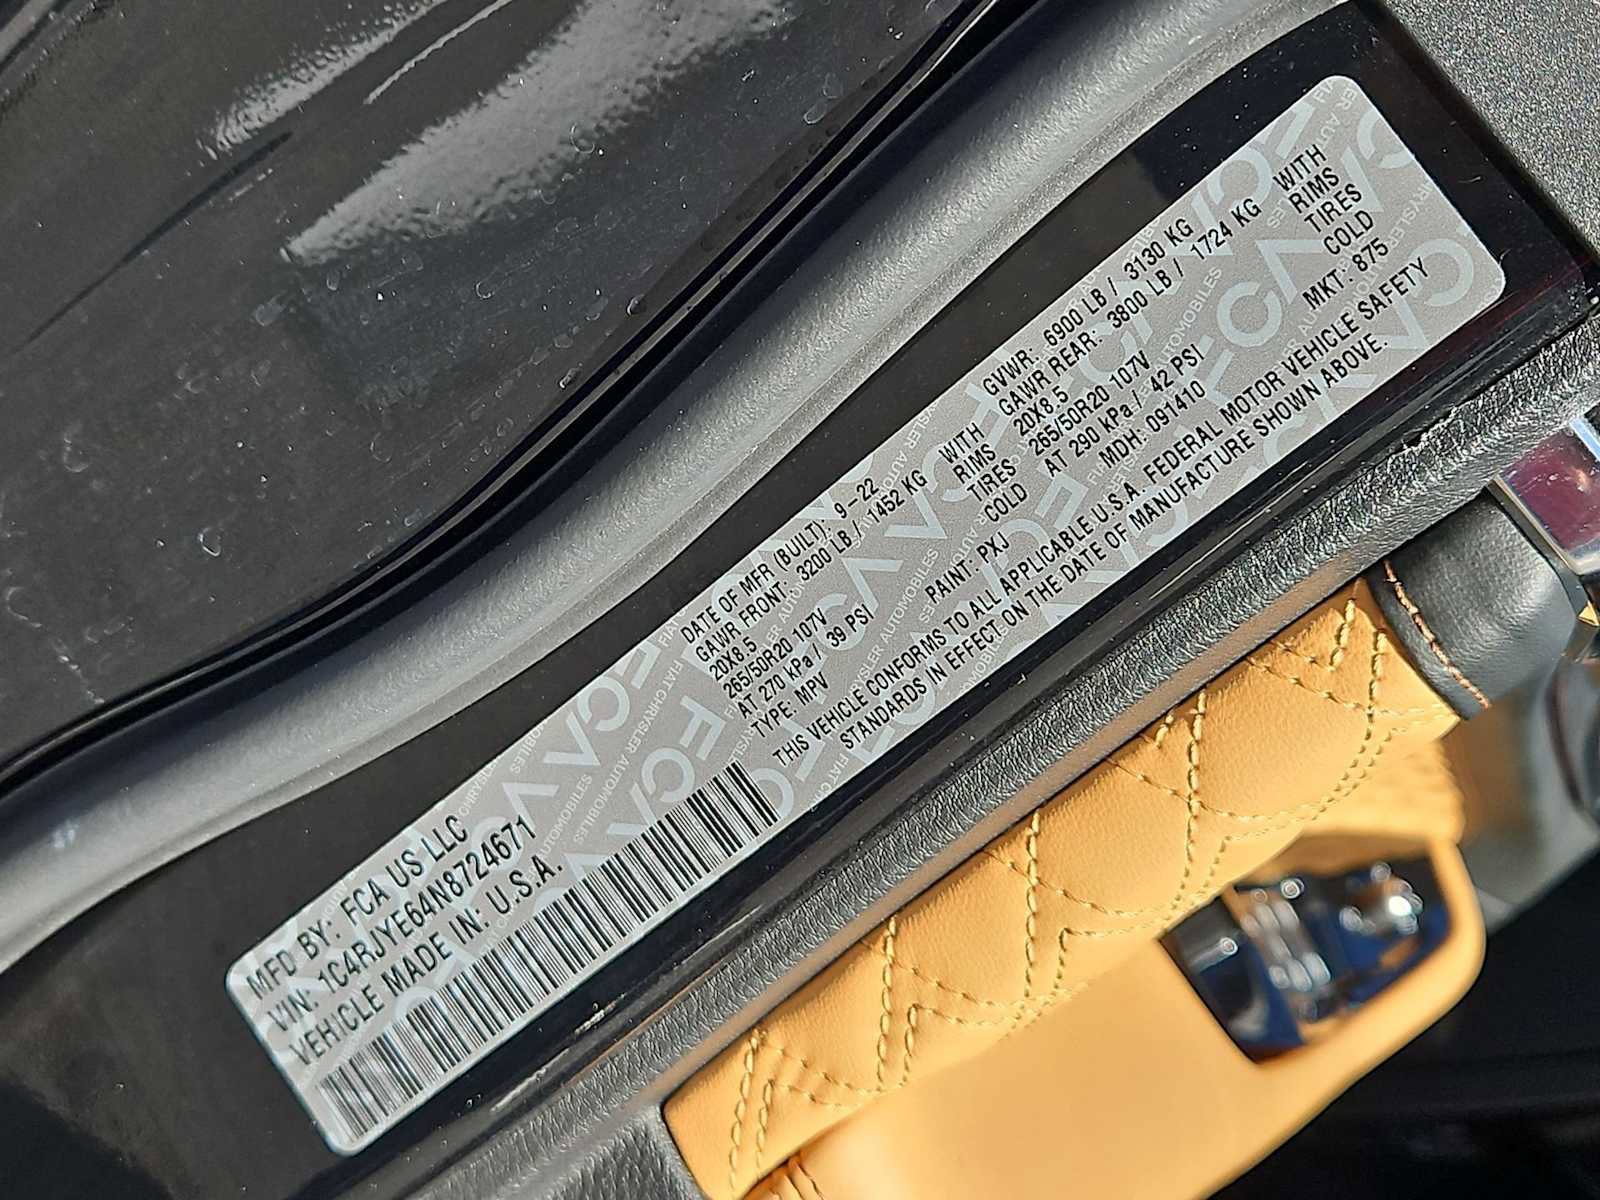 MFD BY: FCA US LLC
VIN: 1C4RJYE64N8724671
VEHICLE MADE IN: U.S.A.
DATE OF MFR (BUILT): 9-22 GVWR: 6900 LB / 3130 KG
GAWR FRONT: 3200 LB / 1452 KG WITH GAWR REAR: 3800 LB / 1724 KG WITH
20X8.5 RIMS 20X8.5 RIMS
265/50R20 107V TIRES 265/50R20 107V TIRES
AT 270 kPa / 39 PSI COLD AT 290 kPa / 42 PSI COLD
TYPE: MPV PAINT: PXJ MDH: 091410 MKT: 875
THIS VEHICLE CONFORMS TO ALL APPLICABLE U.S.A. FEDERAL MOTOR VEHICLE SAFETY
STANDARDS IN EFFECT ON THE DATE OF MANUFACTURE SHOWN ABOVE.